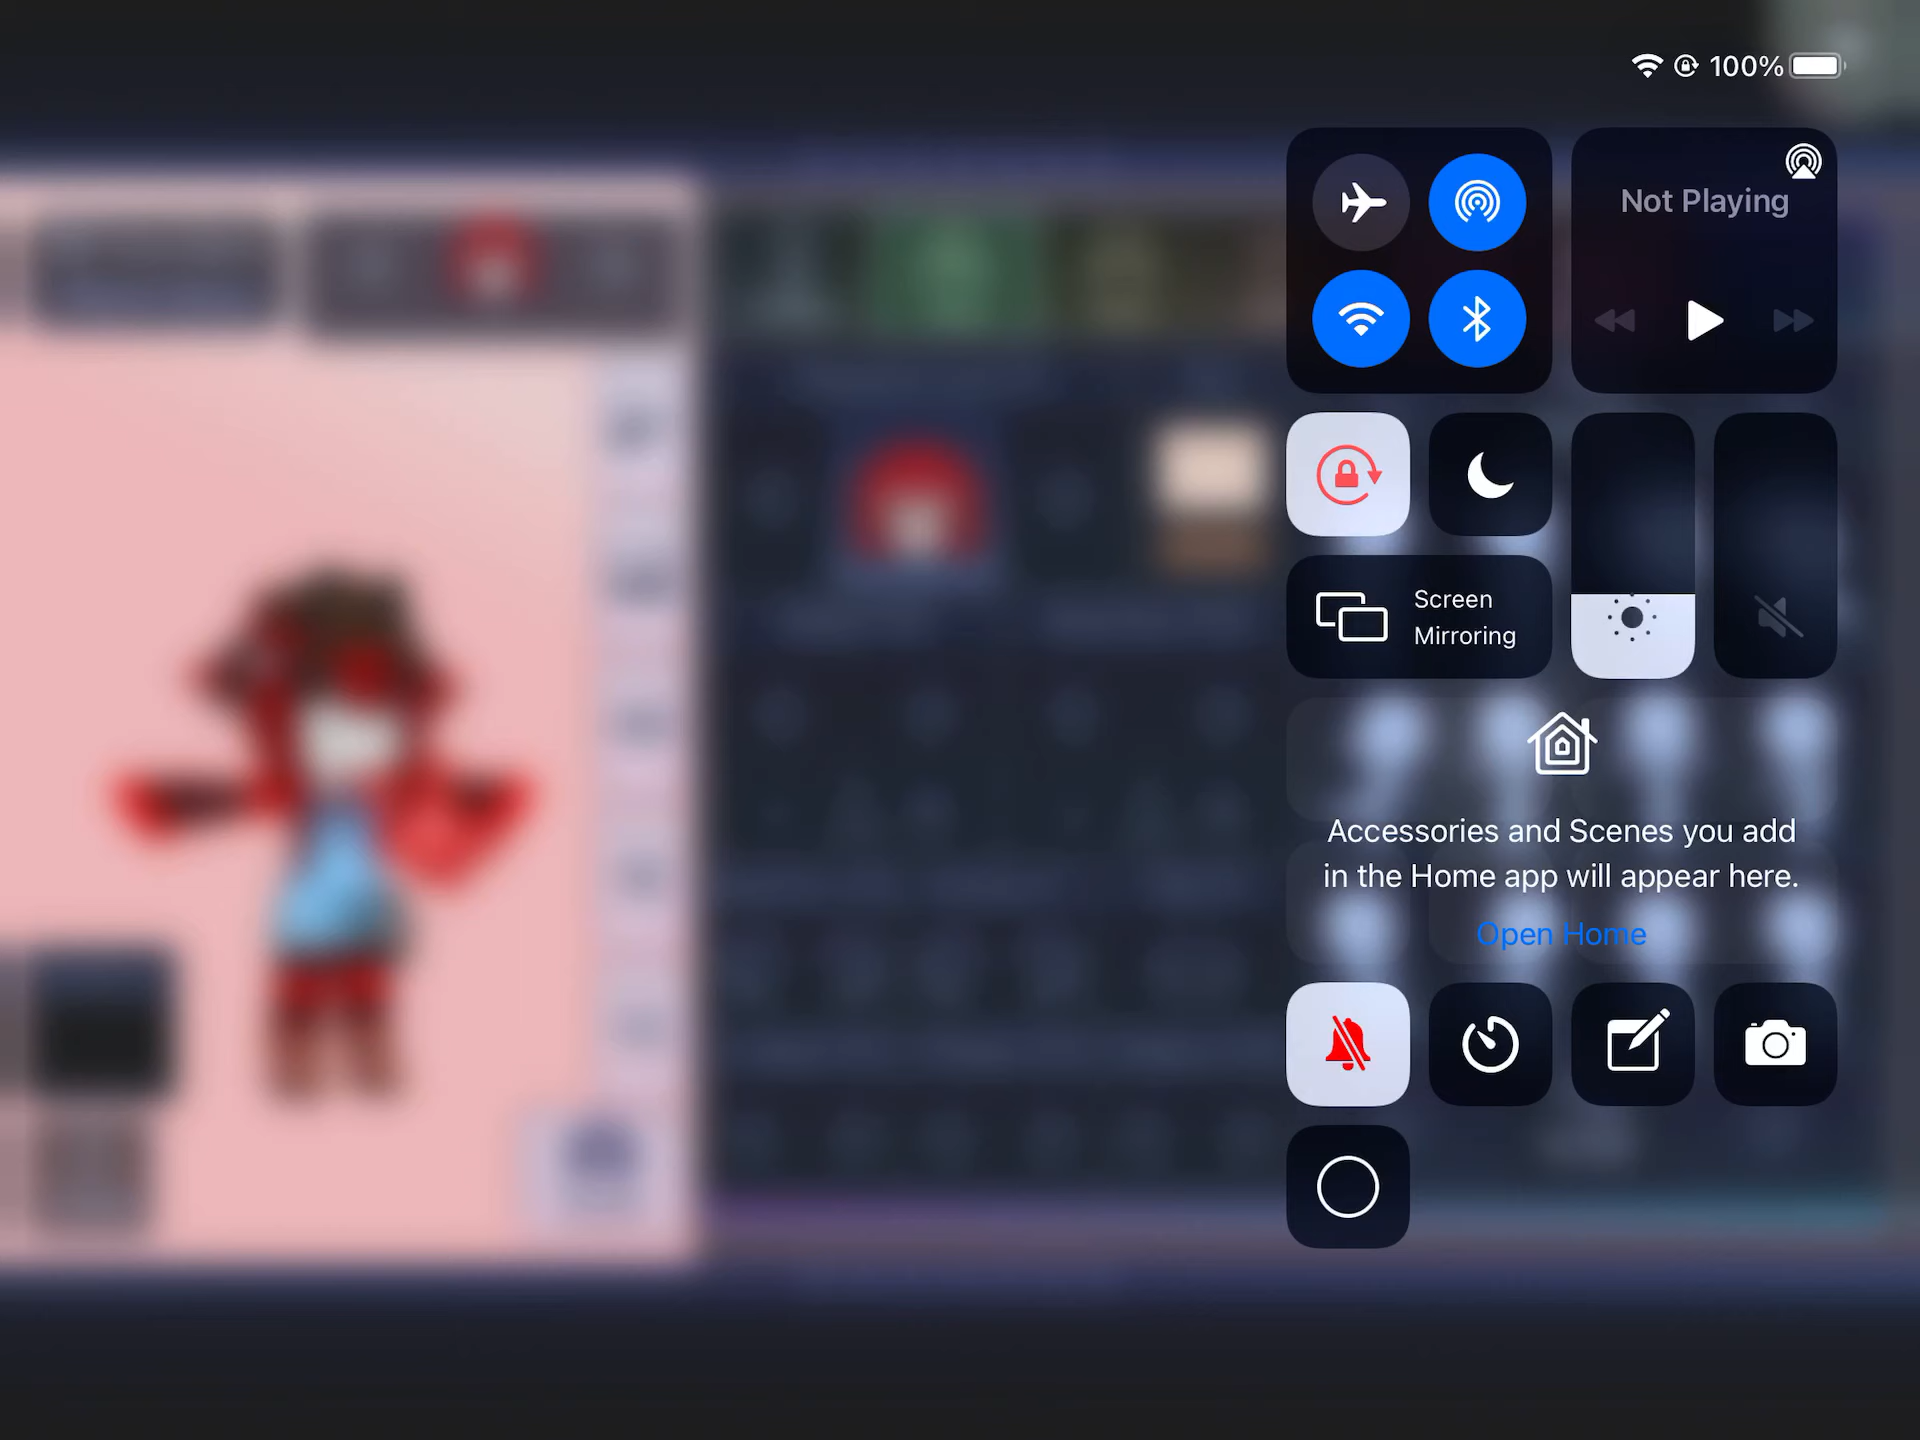 100%
Not Playing
Screen
Mirroring
Accessories and Scenes you add
in the Home app will appear here.
Open Home